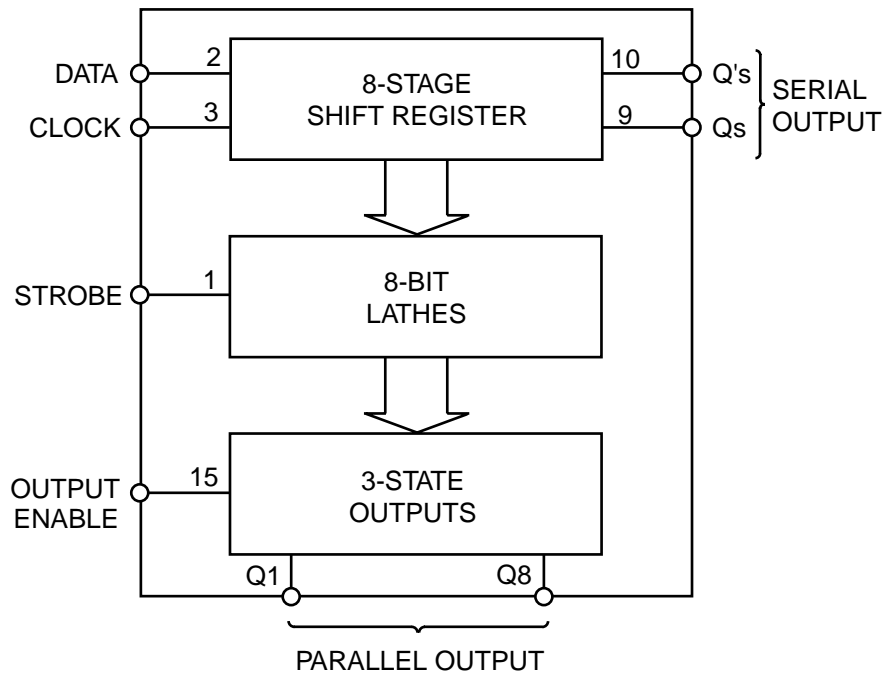 DATA
2
8-STAGE
SHIFT REGISTER
10
Q's
SERIAL
OUTPUT
CLOCK
3
9
Qs
STROBE
1
8-BIT
LATHES
OUTPUT
ENABLE
15
3-STATE
OUTPUTS
Q1
Q8
PARALLEL OUTPUT